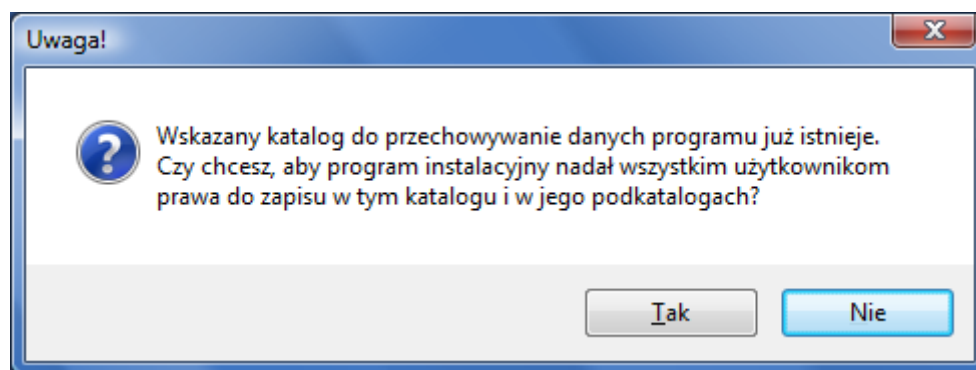 Uwaga!
Wskazany katalog do przechowywanie danych programu już istnieje.
Czy chcesz, aby program instalacyjny nadał wszystkim użytkownikom
prawa do zapisu w tym katalogu i w jego podkatalogach?
Tak
Nie